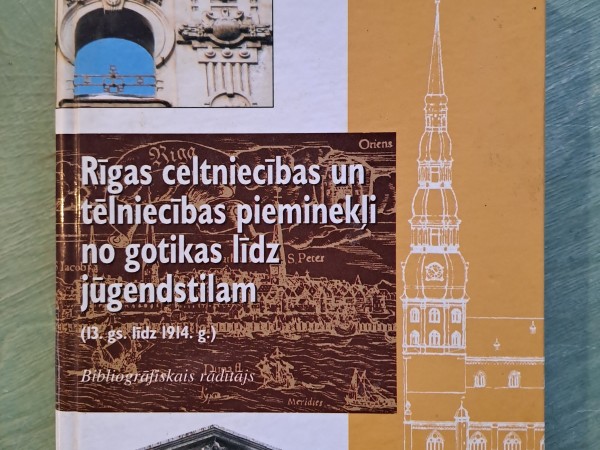 Riga
Oriens
Rīgas celtniecības un
tēlniecības pieminekļi
no gotikas līdz
S. Peter
jūgendstilam
(13. gs. līdz 1914. g.)
Bibliogrāfiskais rādītājs
Meridies